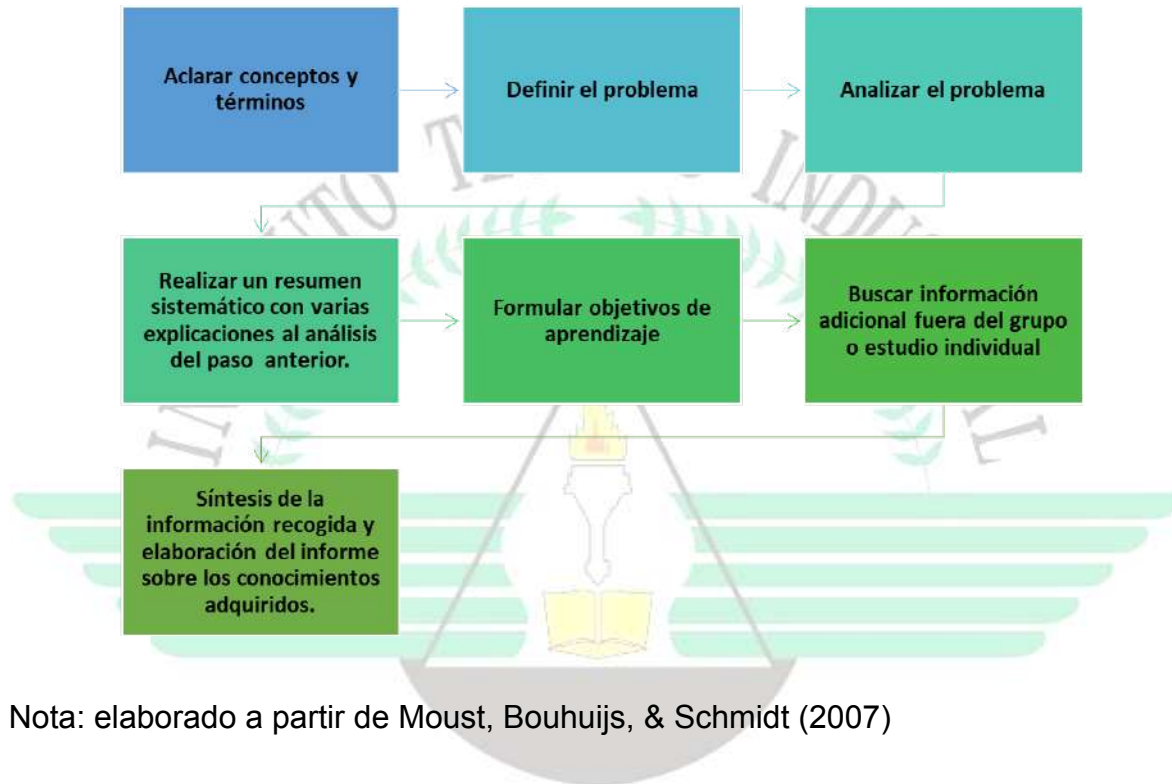 Aclarar conceptos y
términos
Definir el problema
Analizar el problema
Realizar un resumen
sistemático con varias
explicaciones al análisis
del paso anterior.
Formular objetivos de
aprendizaje
Buscar información
adicional fuera del grupo
o estudio individual
Síntesis de la
información recogida y
elaboración del informe
sobre los conocimientos
adquiridos.
Nota: elaborado a partir de Moust, Bouhuijs, & Schmidt (2007)